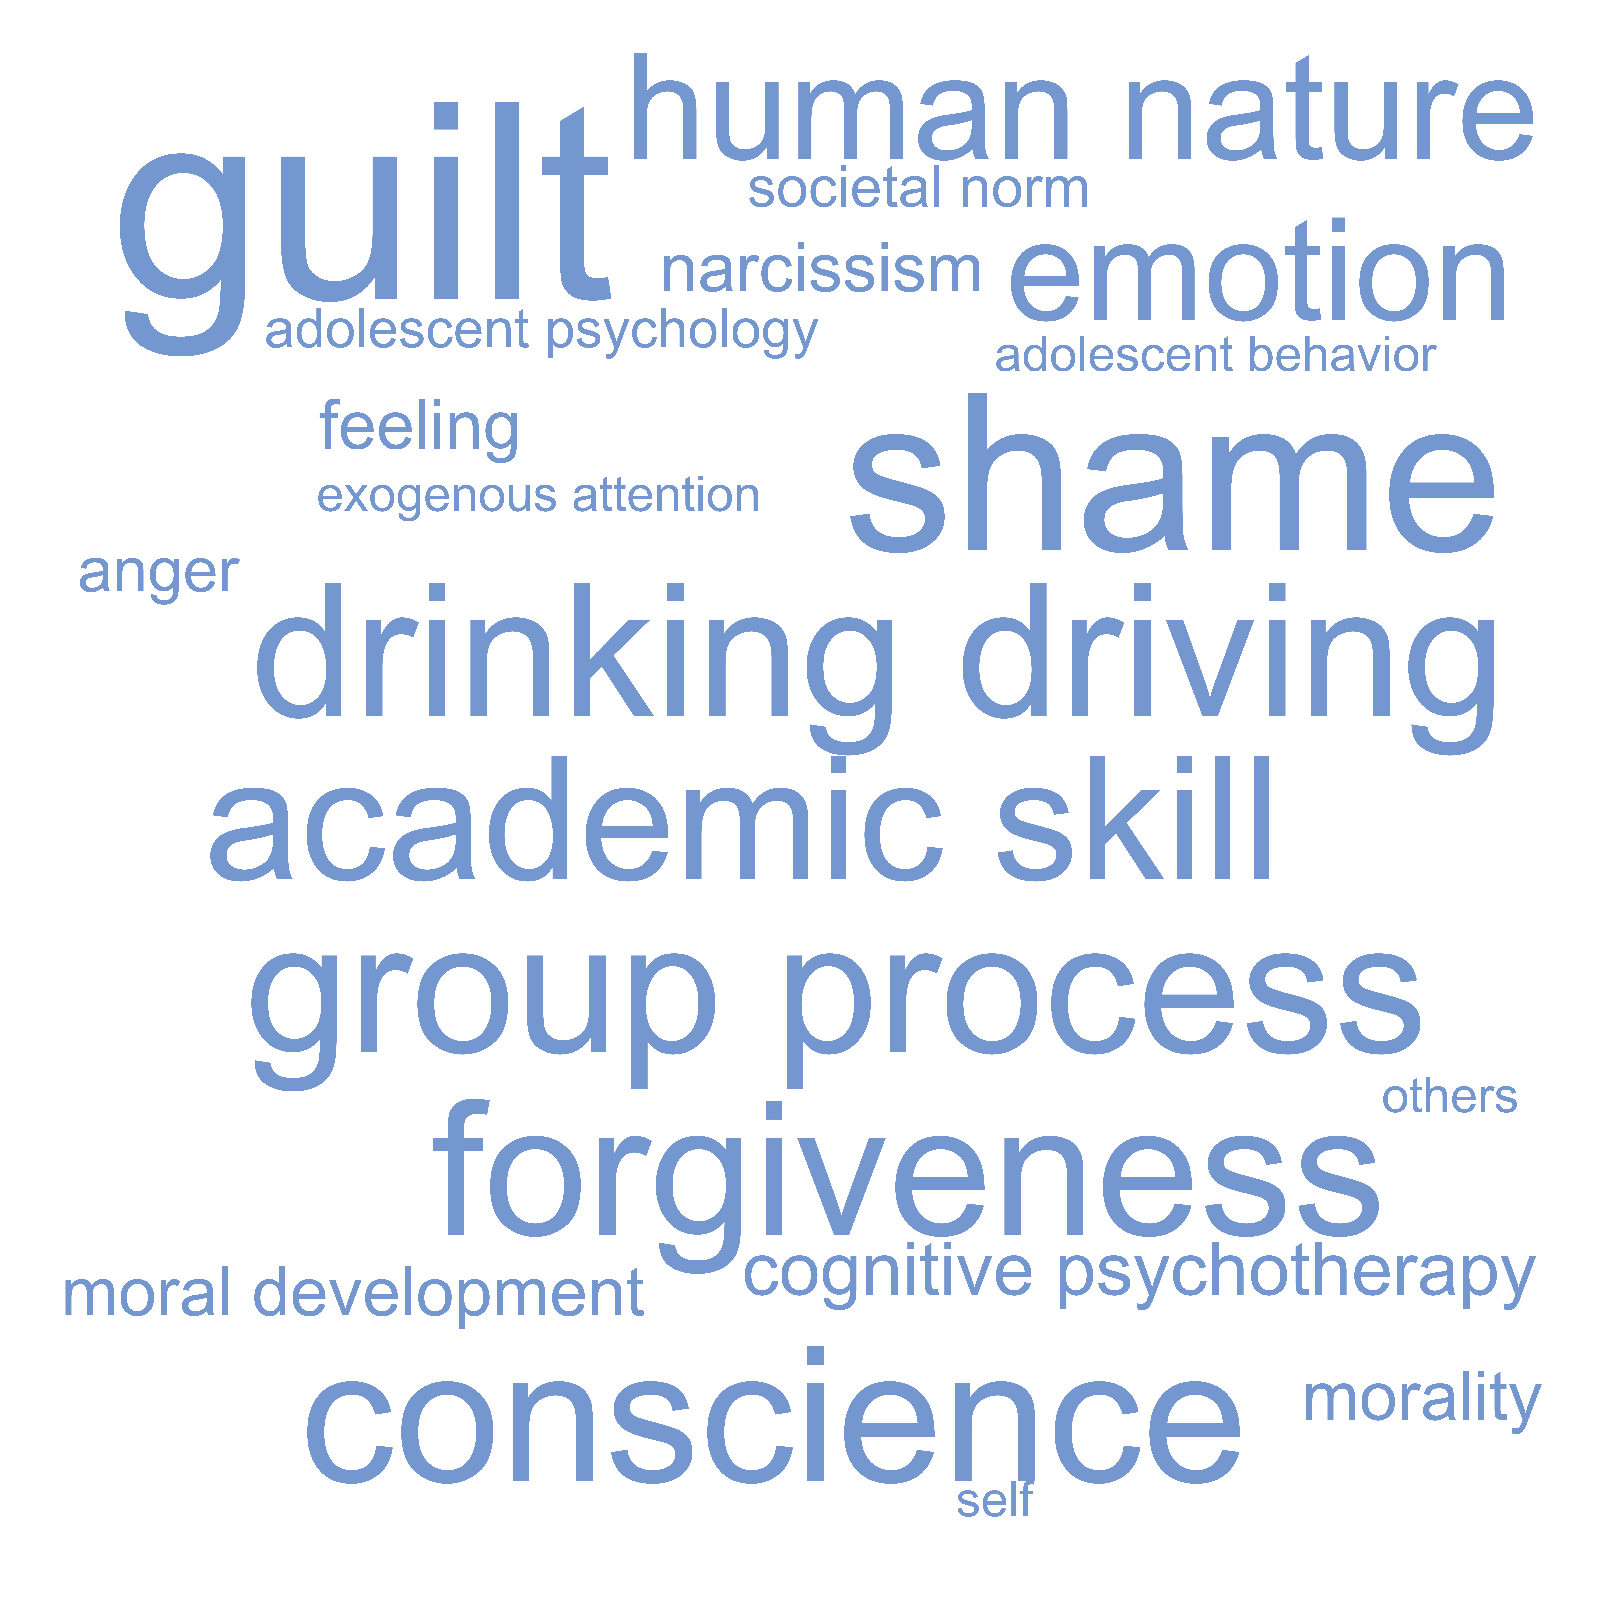 human nature
guilt
societal norm
narcissism
emotion
adolescent psychology
adolescent behavior
feeling
shame
exogenous attention
anger
drinking driving
academic skill
group process
others
forgiveness
cognitive psychotherapy
moral development
conscience
morality
self